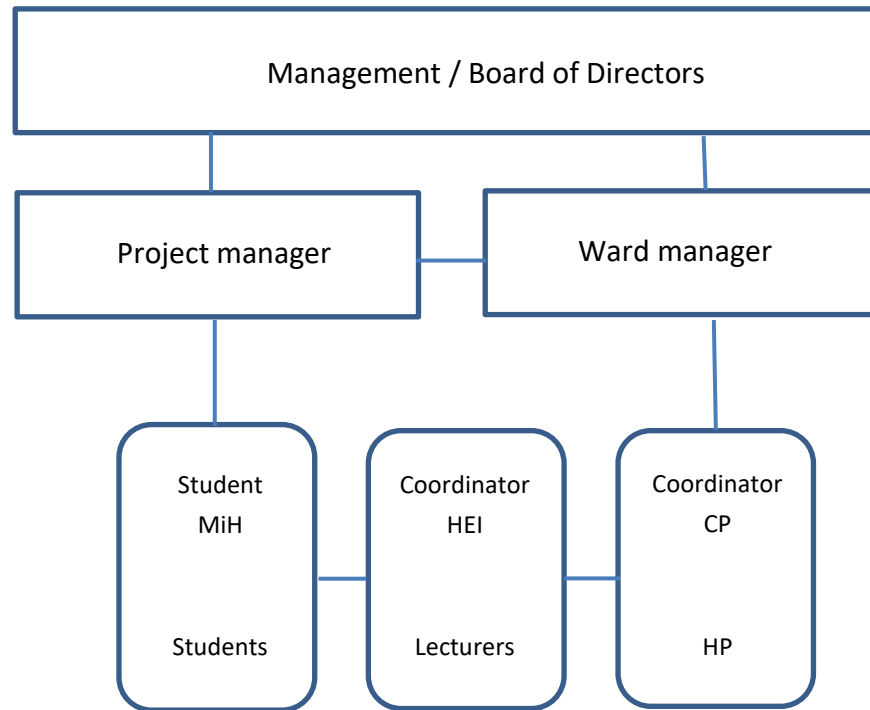 Management / Board of Directors
Project manager
Ward manager
Student
MiH
Students
Coordinator
HEI
Lecturers
Coordinator
CP
HP